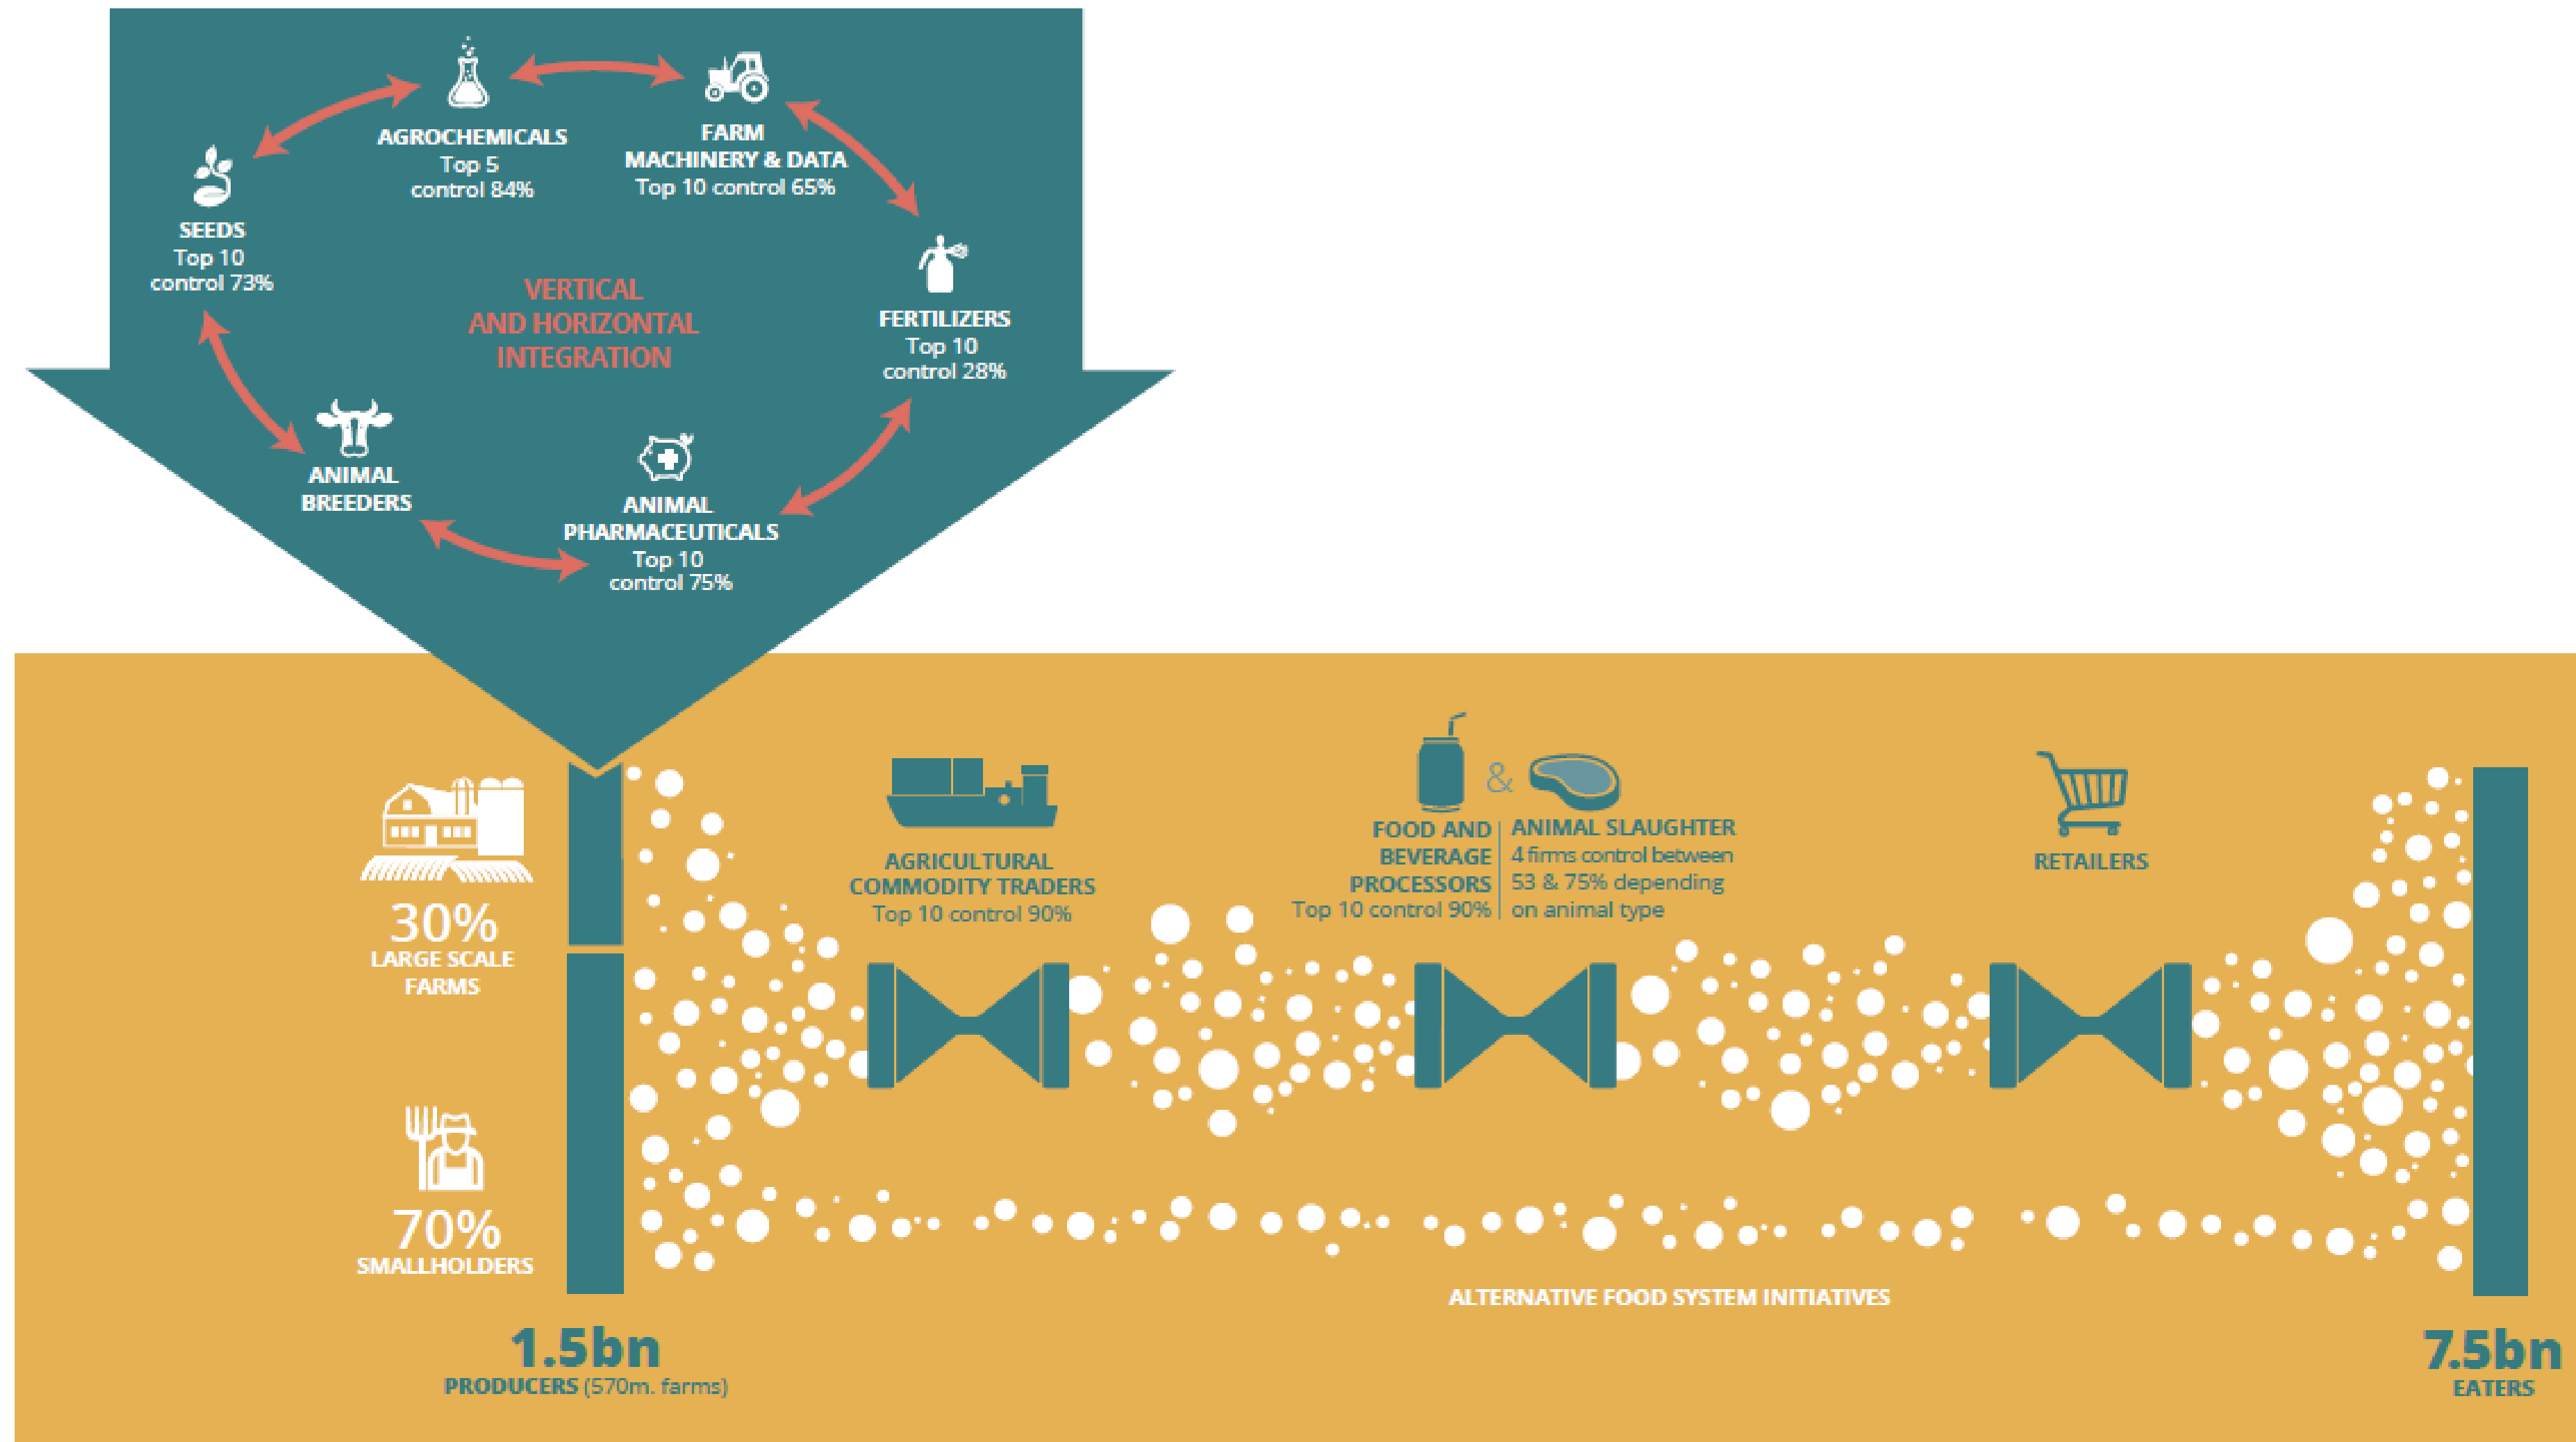 AGROCHEMICALS
Top 5
control 84%
FARM
MACHINERY & DATA
Top 10 control 65%
SEEDS
Top 10
control 73%
VERTICAL
AND HORIZONTAL
INTEGRATION
FERTILIZERS
Top 10
control 28%
ANIMAL
BREEDERS
ANIMAL
PHARMACEUTICALS
Top 10
control 75%
30%
LARGE SCALE
FARMS
70%
SMALLHOLDERS
1.5bn
PRODUCERS (570m. farms)
AGRICULTURAL
COMMODITY TRADERS
Top 10 control 90%
&
FOOD AND
BEVERAGE
PROCESSORS
Top 10 control 90%
ANIMAL SLAUGHTER
4 firms control between
53 & 75% depending
on animal type
RETAILERS
ALTERNATIVE FOOD SYSTEM INITIATIVES
7.5bn
EATERS